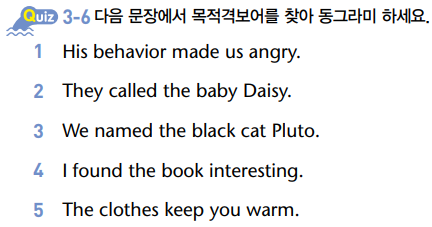 Quiz 3-6 다음 문장에서 목적격보어를 찾아 동그라미 하세요.
1 His behavior made us angry.
2 They called the baby Daisy.
3 We named the black cat Pluto.
4 I found the book interesting.
5 The clothes keep you warm.